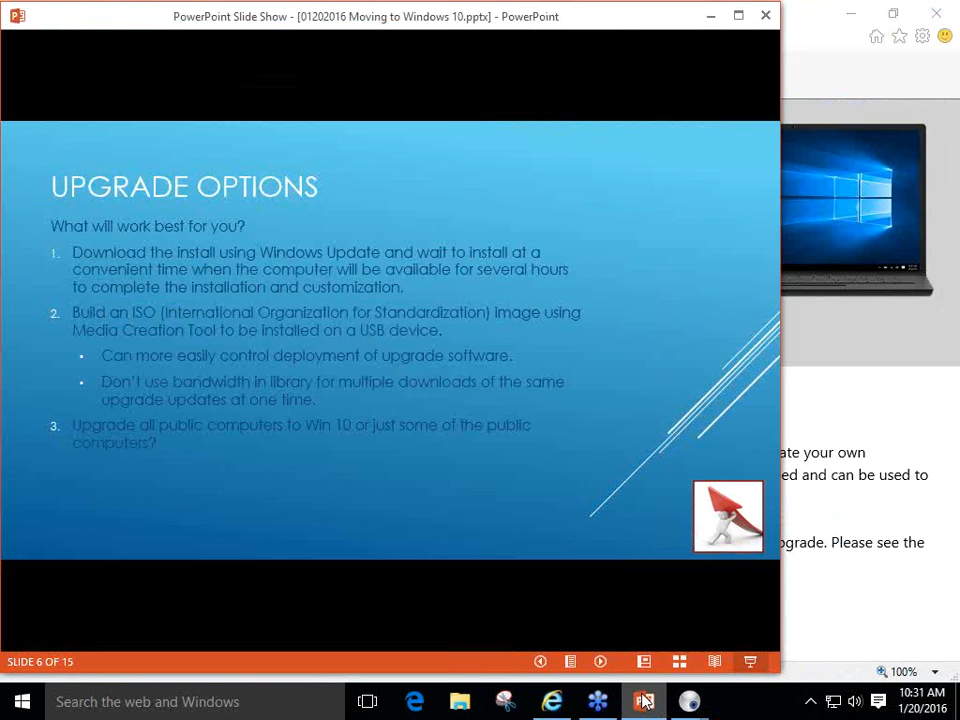 PowerPoint Slide Show - [01202016 Moving to Windows 10.pptx] - PowerPoint
UPGRADE OPTIONS
What will work best for you?
1. Download the install using Windows Update and wait to install at a
convenient time when the computer will be available for several hours
to complete the installation and customization.
2. Build an ISO (International Organization for Standardization) image using
Media Creation Tool to be installed on a USB device.
• Can more easily control deployment of upgrade software.
• Don't use bandwidth in library for multiple downloads of the same
upgrade updates at one time.
3. Upgrade all public computers to Win 10 or just some of the public
computers?
ate your own
ed and can be used to
pgrade. Please see the
SLIDE 6 OF 15
100%
Search the web and Windows
10:31 AM
1/20/2016